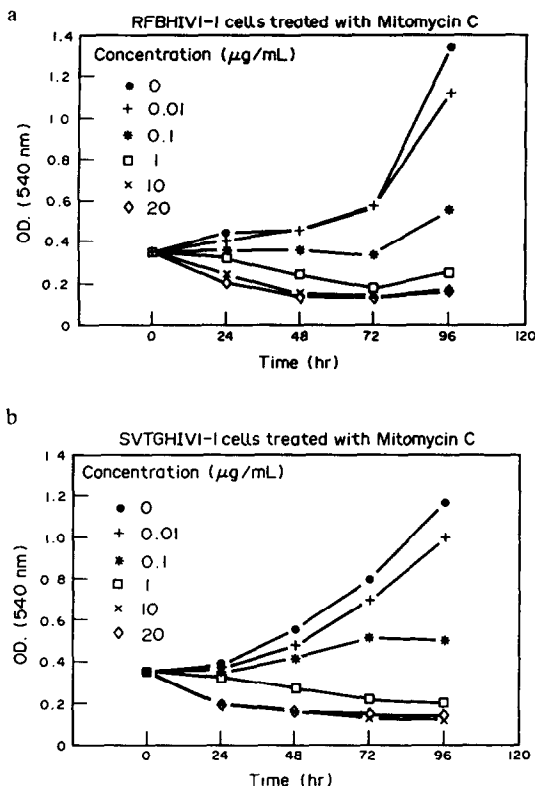 a
RFBHIV1-1 cells treated with Mitomycin C
Concentration (μg/mL)
0
0.01
0.1
1
10
20
OD. (540 nm)
1.4
1.2
1.0
0.8
0.6
0.4
0.2
0
0 24 48 72 96 120
Time (hr)
b
SVTGHIV1-1 cells treated with Mitomycin C
Concentration (μg/mL)
0
0.01
0.1
1
10
20
OD. (540 nm)
1.4
1.2
1.0
0.8
0.6
0.4
0.2
0
0 24 48 72 96 120
Time (hr)